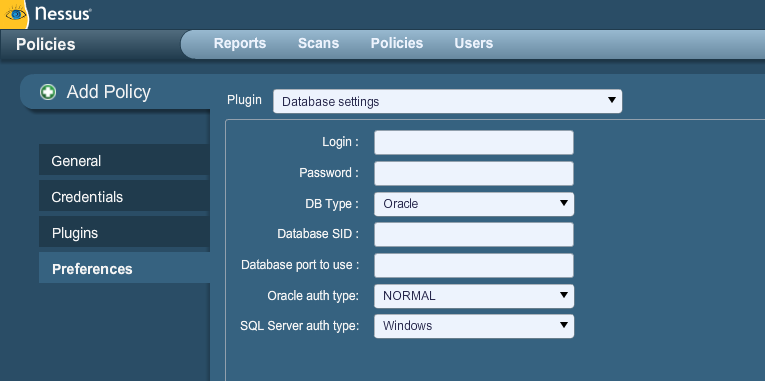 nessus
Policies
Reports Scans Policies Users
Add Policy
Plugin Database settings
General
Credentials
Plugins
Preferences
Login :
Password :
DB Type : Oracle
Database SID :
Database port to use :
Oracle auth type: NORMAL
SQL Server auth type: Windows